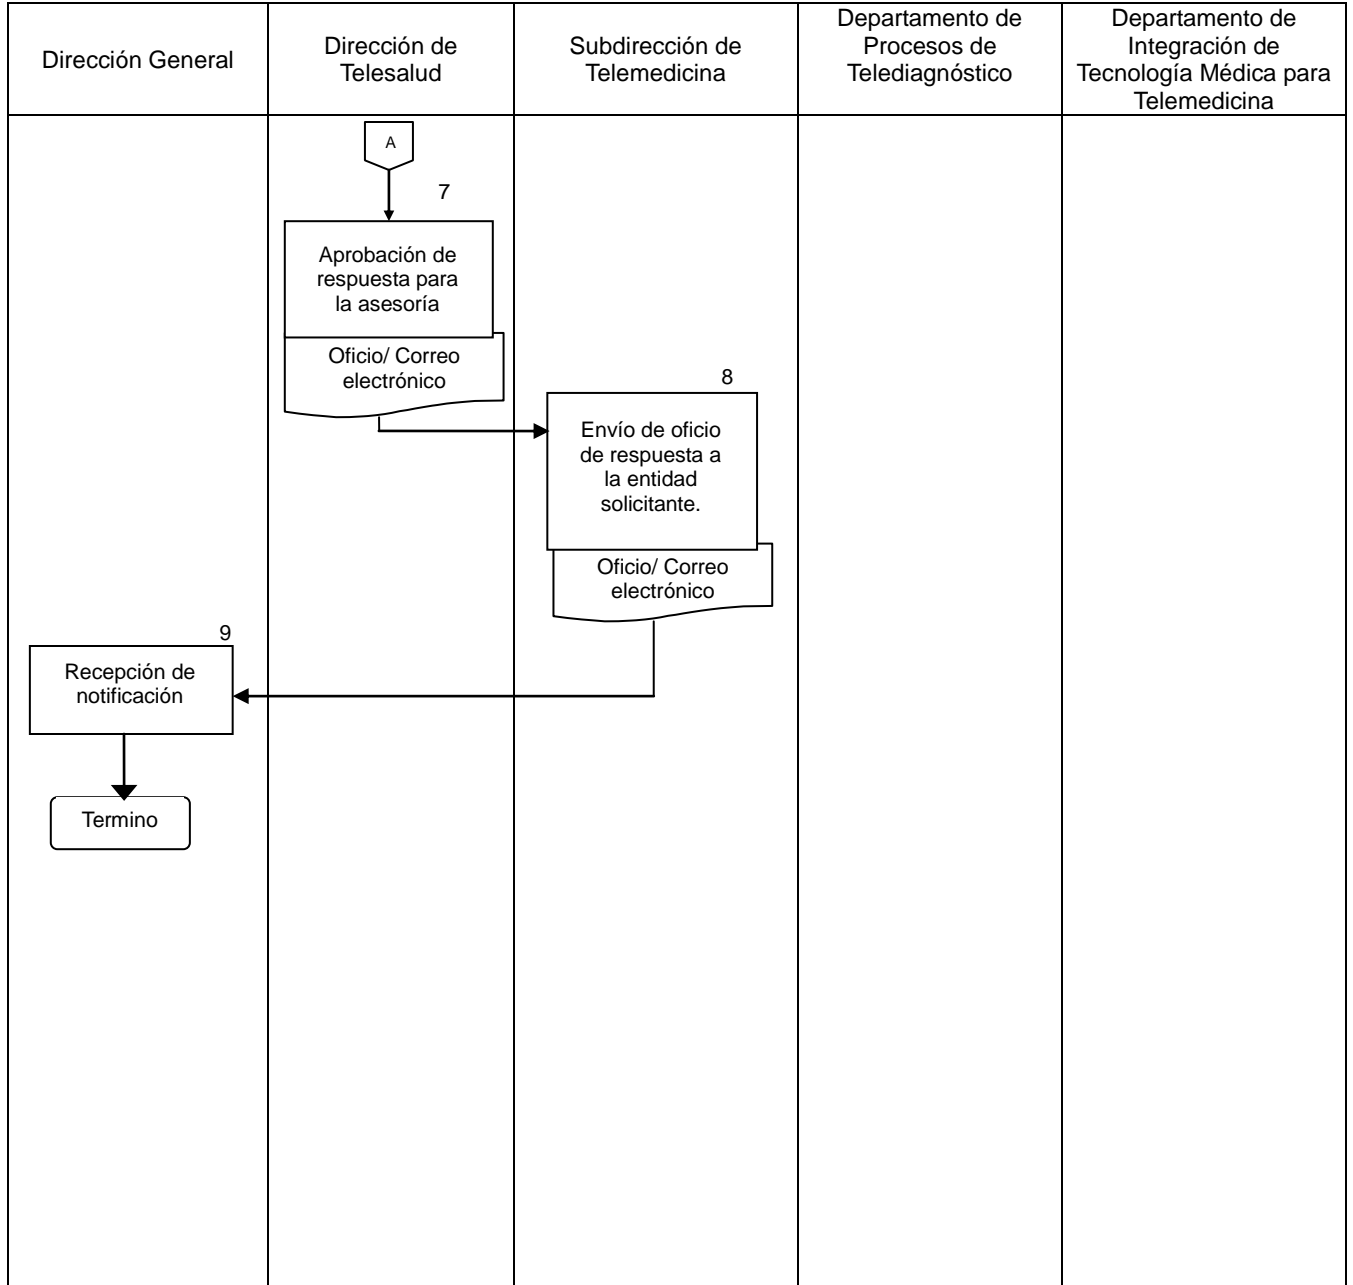 Dirección General
Dirección de
Telesalud
Subdirección de
Telemedicina
Departamento de
Procesos de
Telediagnóstico
Departamento de
Integración de
Tecnología Médica para
Telemedicina
A
7
Aprobación de
respuesta para
la asesoría
Oficio/ Correo
electrónico
8
Envío de oficio
de respuesta a
la entidad
solicitante.
Oficio/ Correo
electrónico
9
Recepción de
notificación
Termino